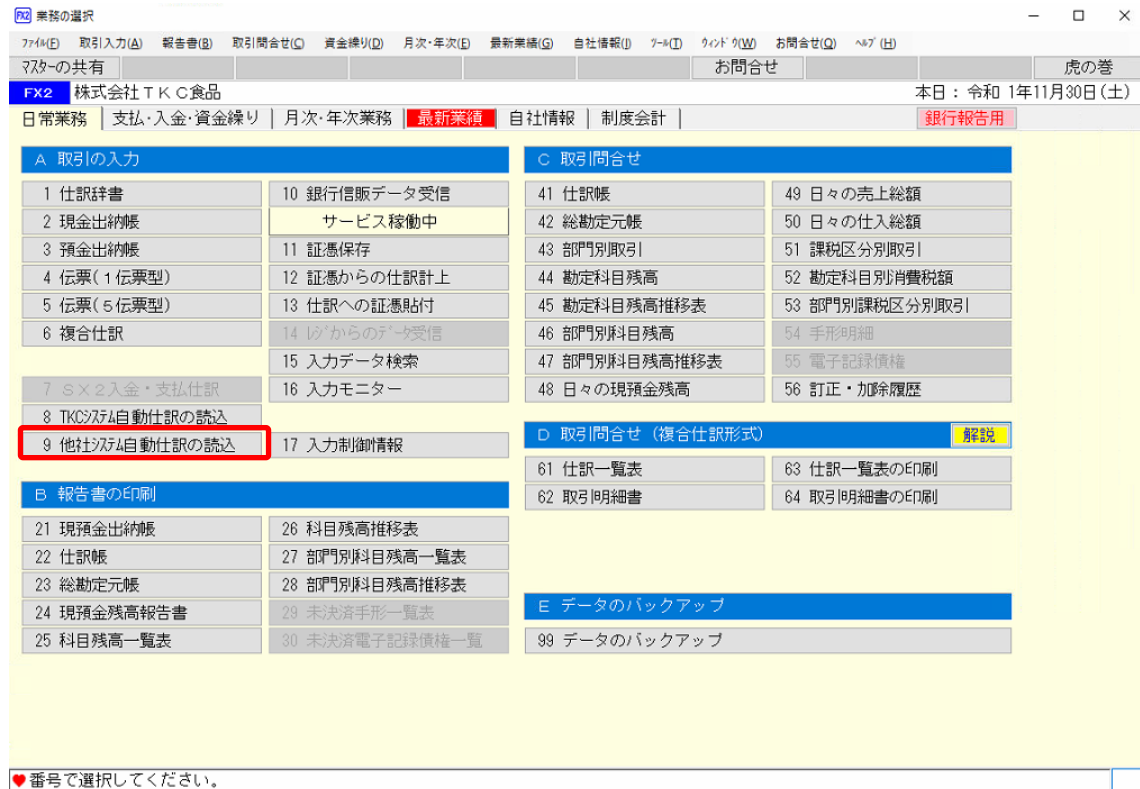 FX2 業務の選択
ﾌｧｲﾙ(F) 取引入力(A) 報告書(B) 取引問合せ(C) 資金繰り(D) 月次･年次(E) 最新業績(G) 自社情報(I) ﾂｰﾙ(T) ｳｨﾝﾄﾞｳ(W) お問合せ(Q) ﾍﾙﾌﾟ(H)
ﾏｽﾀｰの共有 お問合せ 虎の巻
FX2 株式会社ＴＫＣ食品 本日：令和 1年11月30日(土)
日常業務 支払･入金･資金繰り 月次･年次業務 最新業績 自社情報 制度会計 銀行報告用
Ａ 取引の入力
1 仕訳辞書
2 現金出納帳
3 預金出納帳
4 伝票(１伝票型)
5 伝票(５伝票型)
6 複合仕訳
7 ＳＸ２入金・支払仕訳
8 TKCｼｽﾃﾑ自動仕訳の読込
9 他社ｼｽﾃﾑ自動仕訳の読込
10 銀行信販データ受信
サービス稼働中
11 証憑保存
12 証憑からの仕訳計上
13 仕訳への証憑貼付
14 ﾚｼﾞからのﾃﾞｰﾀ受信
15 入力データ検索
16 入力モニター
17 入力制御情報
Ｂ 報告書の印刷
21 現預金出納帳
22 仕訳帳
23 総勘定元帳
24 現預金残高報告書
25 科目残高一覧表
26 科目残高推移表
27 部門別科目残高一覧表
28 部門別科目残高推移表
29 未決済手形一覧表
30 未決済電子記録債権一覧
Ｃ 取引問合せ
41 仕訳帳
42 総勘定元帳
43 部門別取引
44 勘定科目残高
45 勘定科目残高推移表
46 部門別科目残高
47 部門別科目残高推移表
48 日々の現預金残高
49 日々の売上総額
50 日々の仕入総額
51 課税区分別取引
52 勘定科目別消費税額
53 部門別課税区分別取引
54 手形明細
55 電子記録債権
56 訂正・加除履歴
Ｄ 取引問合せ（複合仕訳形式） 解説
61 仕訳一覧表
62 取引明細書
63 仕訳一覧表の印刷
64 取引明細書の印刷
Ｅ データのバックアップ
99 データのバックアップ
♥番号で選択してください。